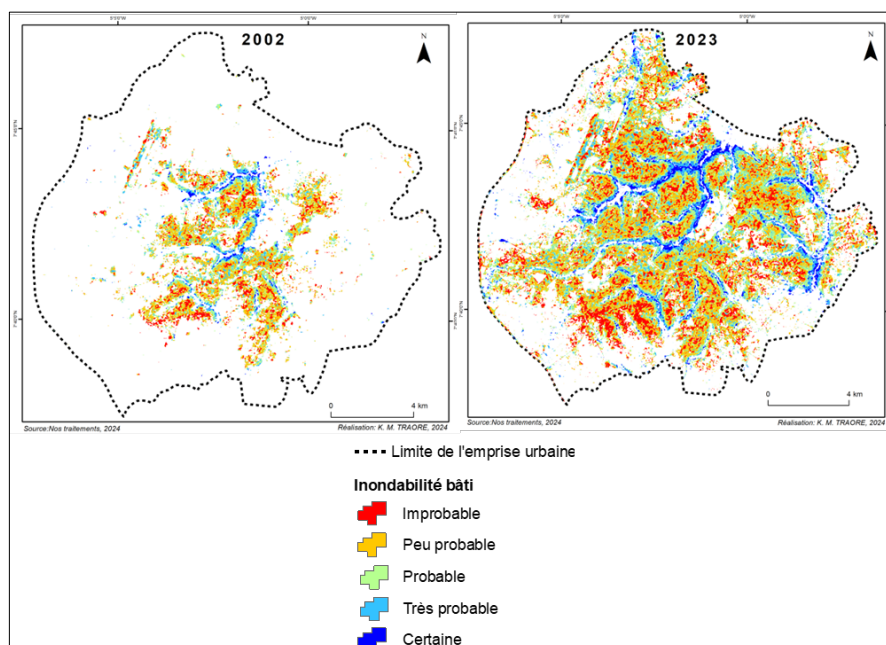 2002
N
0 4 km
Source:Nos traitements, 2024 Réalisation: K. M. TRAORE, 2024
2023
N
0 4 km
Source:Nos traitements, 2024 Réalisation: K. M. TRAORE, 2024
Limite de l'emprise urbaine
Inondabilité bâti
Improbable
Peu probable
Probable
Très probable
Certaine